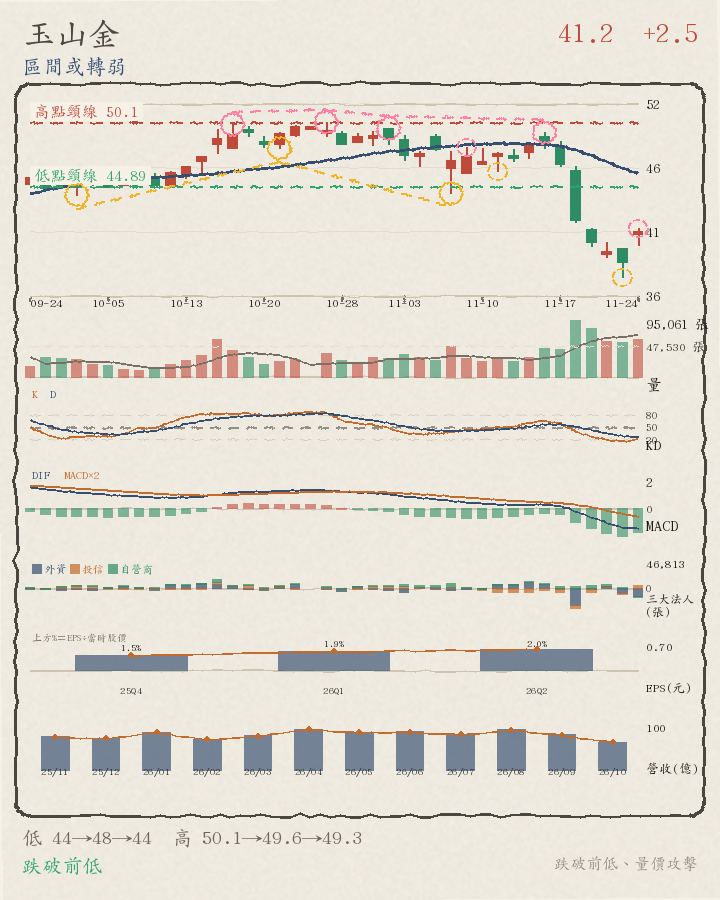 玉山金
41.2 +2.5
區間或轉弱
高點頸線 50.1
低點頸線 44.89
52
46
41
36
09-24 10-05 10-13 10-20 10-28 11-03 11-10 11-17 11-24
95,061 張
47,530 張
量
K D
80
50
20
KD
DIF MACD×2
2
0
MACD
外資 投信 自營商
46,813
0
三大法人
(張)
上方%=EPS÷當時股價
1.5% 1.9% 2.0%
0.70
25Q4 26Q1 26Q2
EPS(元)
100
25/11 25/12 26/01 26/02 26/03 26/04 26/05 26/06 26/07 26/08 26/09 26/10
營收(億)
低 44→48→44 高 50.1→49.6→49.3
跌破前低
跌破前低、量價攻擊